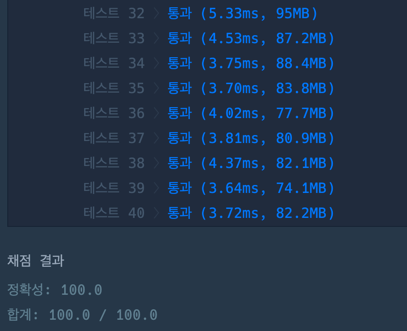 테스트 32 > 통과 (5.33ms, 95MB)
테스트 33 > 통과 (4.53ms, 87.2MB)
테스트 34 > 통과 (3.75ms, 88.4MB)
테스트 35 > 통과 (3.70ms, 83.8MB)
테스트 36 > 통과 (4.02ms, 77.7MB)
테스트 37 > 통과 (3.81ms, 80.9MB)
테스트 38 > 통과 (4.37ms, 82.1MB)
테스트 39 > 통과 (3.64ms, 74.1MB)
테스트 40 > 통과 (3.72ms, 82.2MB)
채점 결과
정확성: 100.0
합계: 100.0 / 100.0